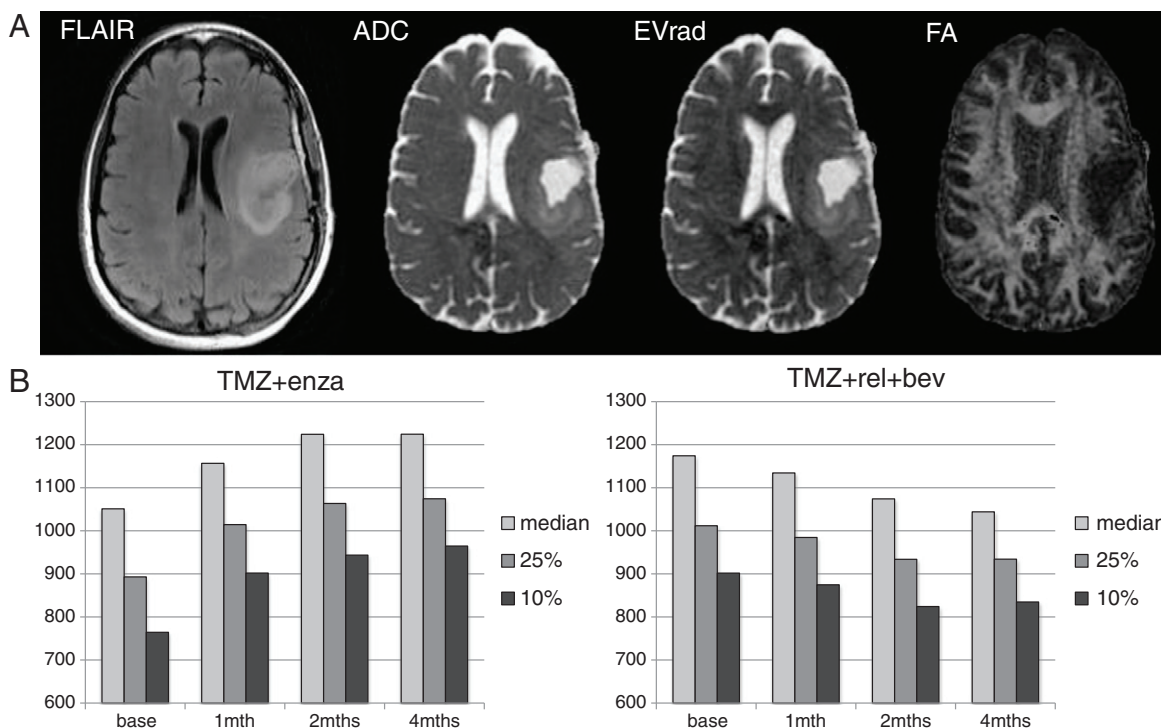 A
FLAIR ADC EVrad FA
B
TMZ+enza
1300
1200
1100
1000
900
800
700
600
base 1mth 2mths 4mths
median
25%
10%
TMZ+rel+bev
1300
1200
1100
1000
900
800
700
600
base 1mth 2mths 4mths
median
25%
10%